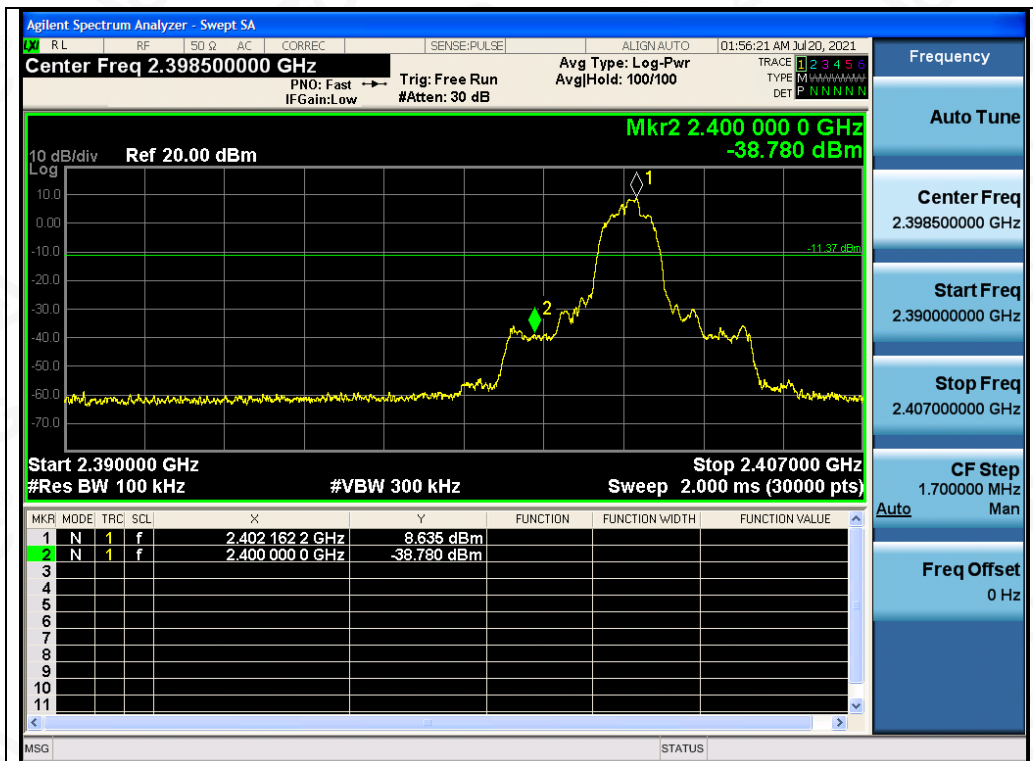 Agilent Spectrum Analyzer - Swept SA
LXI RL RF 50 Ω AC CORREC SENSE:PULSE ALIGN AUTO 01:56:21 AM Jul 20, 2021
Center Freq 2.398500000 GHz
PNO: Fast
IFGain:Low
Trig: Free Run
#Atten: 30 dB
Avg Type: Log-Pwr
Avg|Hold: 100/100
TRACE 1 2 3 4 5 6
TYPE M WWWWW
DET P N N N N N
Mkr2 2.400 000 0 GHz
-38.780 dBm
10 dB/div Ref 20.00 dBm
Log
1
10.0
0.00
-10.0
-11.37 dBm
-20.0
-30.0
2
-40.0
-50.0
-60.0
-70.0
Start 2.390000 GHz Stop 2.407000 GHz
#Res BW 100 kHz #VBW 300 kHz Sweep 2.000 ms (30000 pts)
MKR MODE TRC SCL X Y FUNCTION FUNCTION WIDTH FUNCTION VALUE
1 N 1 f 2.402 162 2 GHz 8.635 dBm
2 N 1 f 2.400 000 0 GHz -38.780 dBm
3
4
5
6
7
8
9
10
11
MSG STATUS
Frequency
Auto Tune
Center Freq
2.398500000 GHz
Start Freq
2.390000000 GHz
Stop Freq
2.407000000 GHz
CF Step
1.700000 MHz
Auto Man
Freq Offset
0 Hz